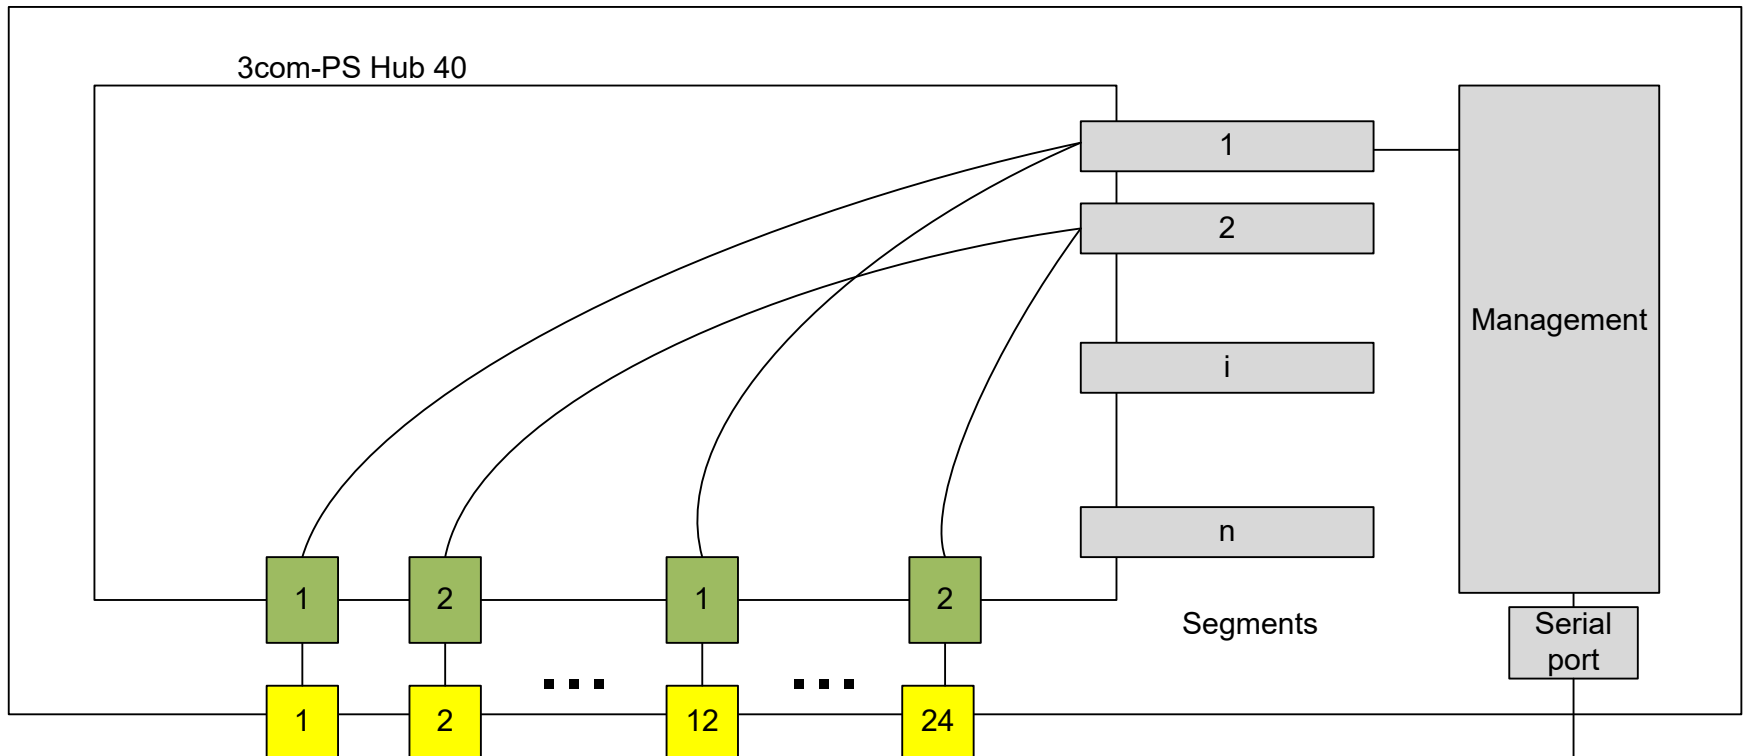 3com-PS Hub 40
1
2
Management
i
n
1
2
1
2
Segments
Serial
port
1
2
12
24